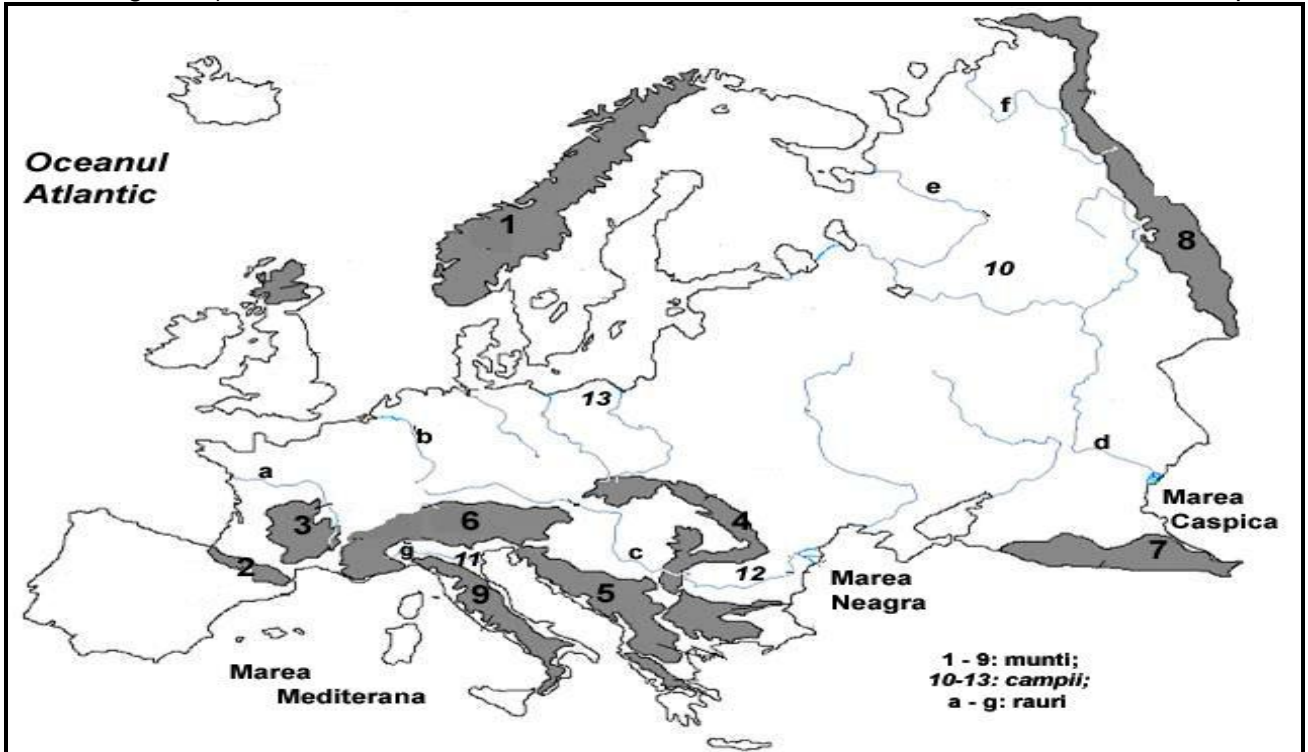 Oceanul
Atlantic
f
e
1
8
10
13
b
a
d
Marea
Caspica
3
6
4
g
11
c
12
7
2
Marea
Neagra
9
5
Marea
Mediterana
1 - 9: munti;
10-13: campii;
a - g: rauri